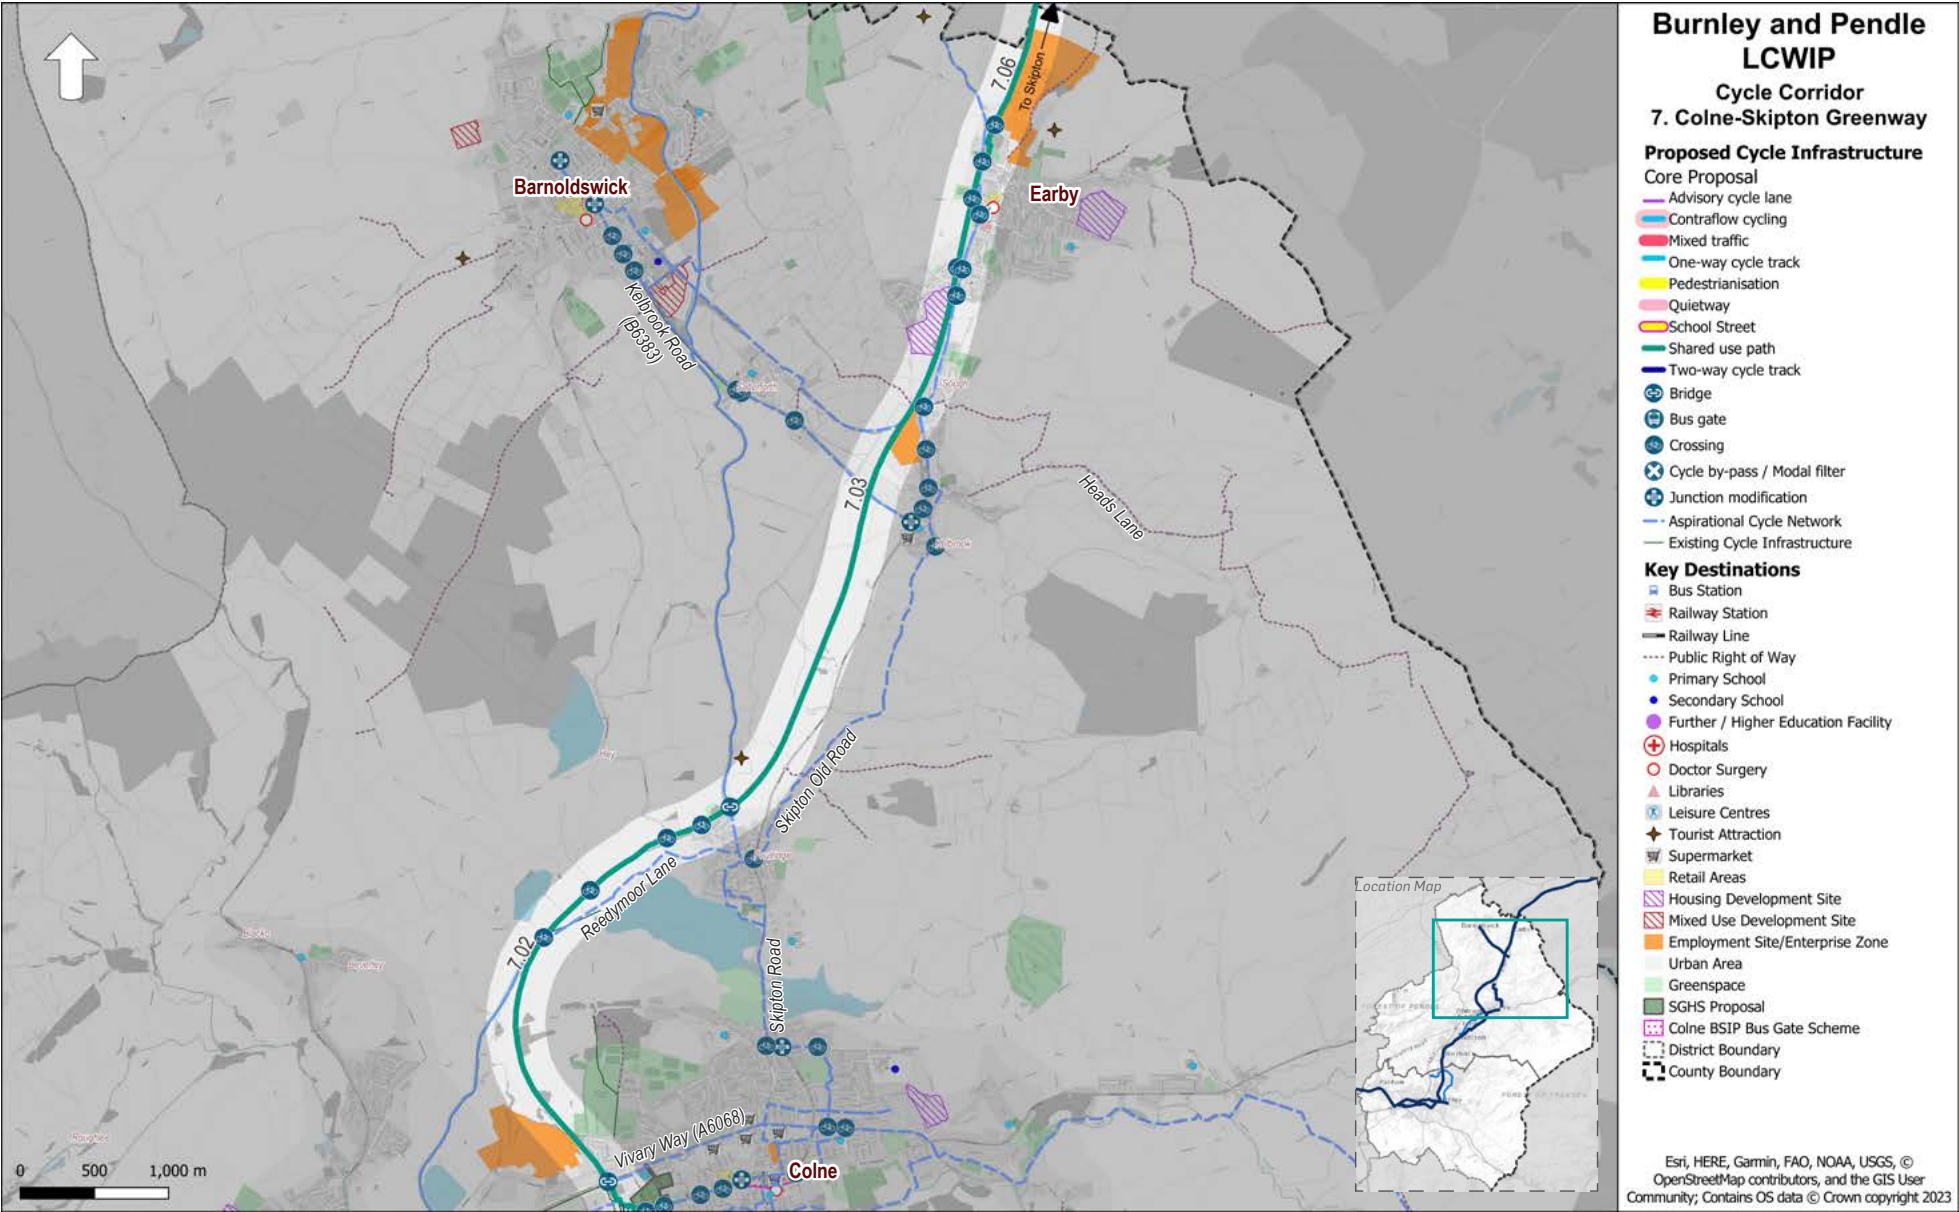 Burnley and Pendle
LCWIP
Cycle Corridor
7. Colne-Skipton Greenway
Proposed Cycle Infrastructure
Core Proposal
Advisory cycle lane
Contraflow cycling
Mixed traffic
One-way cycle track
Pedestrianisation
Quietway
School Street
Shared use path
Two-way cycle track
Bridge
Bus gate
Crossing
Cycle by-pass / Modal filter
Junction modification
Aspirational Cycle Network
Existing Cycle Infrastructure
Key Destinations
Bus Station
Railway Station
Railway Line
Public Right of Way
Primary School
Secondary School
Further / Higher Education Facility
Hospitals
Doctor Surgery
Libraries
Leisure Centres
Tourist Attraction
Supermarket
Retail Areas
Housing Development Site
Mixed Use Development Site
Employment Site/Enterprise Zone
Urban Area
Greenspace
SGHS Proposal
Colne BSIP Bus Gate Scheme
District Boundary
County Boundary
Esri, HERE, Garmin, FAO, NOAA, USGS, ©
OpenStreetMap contributors, and the GIS User
Community; Contains OS data © Crown copyright 2023
7.06
To Skipton
Barnoldswick
Earby
Kelbrook Road
(B6383)
7.03
Heads Lane
Skipton Old Road
Reedymoor Lane
7.02
Skipton Road
Vivary Way (A6068)
Colne
Location Map
0 500 1,000 m